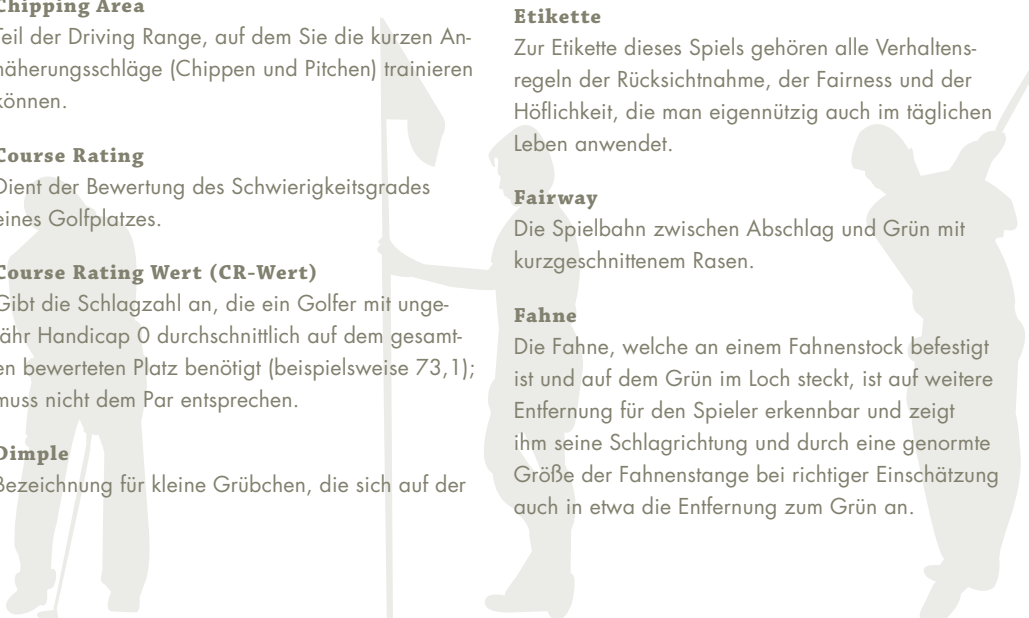 Chipping Area
Teil der Driving Range, auf dem Sie die kurzen An-
näherungsschläge (Chippen und Pitchen) trainieren
können.
Course Rating
Dient der Bewertung des Schwierigkeitsgrades
eines Golfplatzes.
Course Rating Wert (CR-Wert)
Gibt die Schlagzahl an, die ein Golfer mit unge-
fähr Handicap 0 durchschnittlich auf dem gesamt-
en bewerteten Platz benötigt (beispielsweise 73,1);
muss nicht dem Par entsprechen.
Dimple
Bezeichnung für kleine Grübchen, die sich auf der
Etikette
Zur Etikette dieses Spiels gehören alle Verhaltens-
regeln der Rücksichtnahme, der Fairness und der
Höflichkeit, die man eigennützig auch im täglichen
Leben anwendet.
Fairway
Die Spielbahn zwischen Abschlag und Grün mit
kurzgeschnittenem Rasen.
Fahne
Die Fahne, welche an einem Fahnenstock befestigt
ist und auf dem Grün im Loch steckt, ist auf weitere
Entfernung für den Spieler erkennbar und zeigt
ihm seine Schlagrichtung und durch eine genormte
Größe der Fahnenstange bei richtiger Einschätzung
auch in etwa die Entfernung zum Grün an.